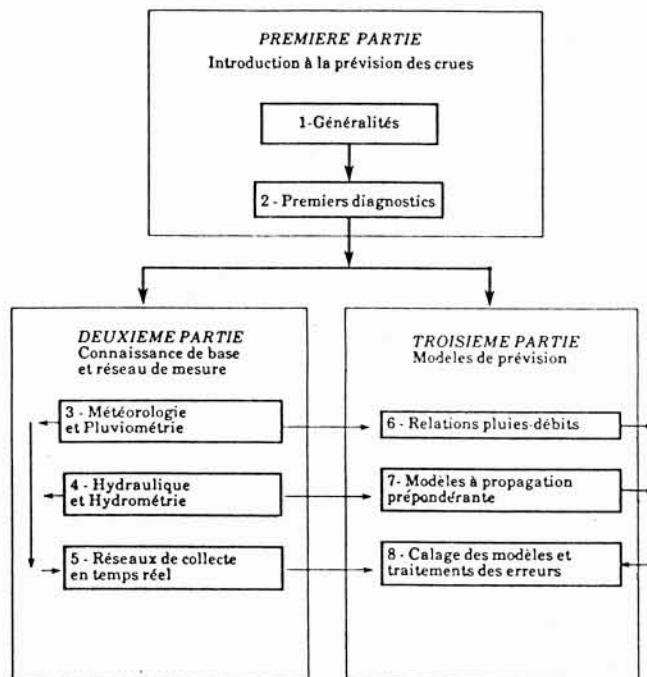 PREMIERE PARTIE
Introduction à la prévision des crues
1-Généralités
2 - Premiers diagnostics
DEUXIEME PARTIE
Connaissance de base
et réseau de mesure
3 - Météorologie
et Pluviométrie
4 - Hydraulique
et Hydrométrie
5 - Réseaux de collecte
en temps réel
TROISIEME PARTIE
Modeles de prévision
6 - Relations pluies-débits
7 - Modèles à propagation
prépondérante
8 - Calage des modèles et
traitements des erreurs